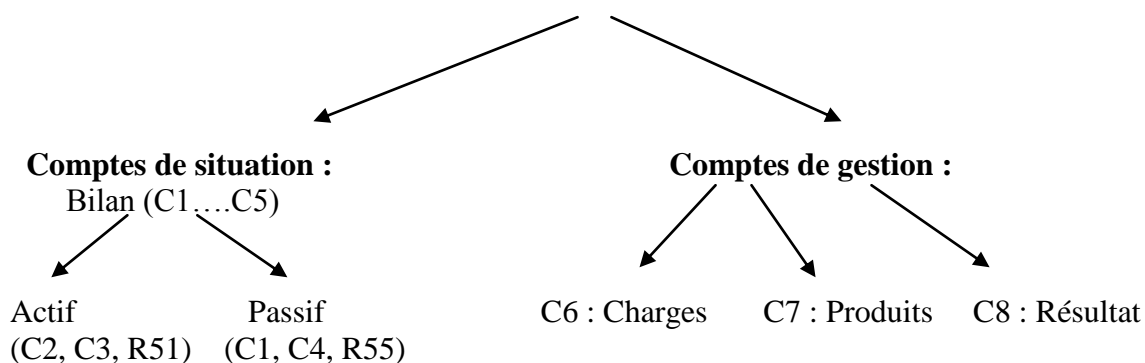 Comptes de situation : Comptes de gestion :
Bilan (C1….C5)
Actif Passif C6 : Charges C7 : Produits C8 : Résultat
(C2, C3, R51) (C1, C4, R55)